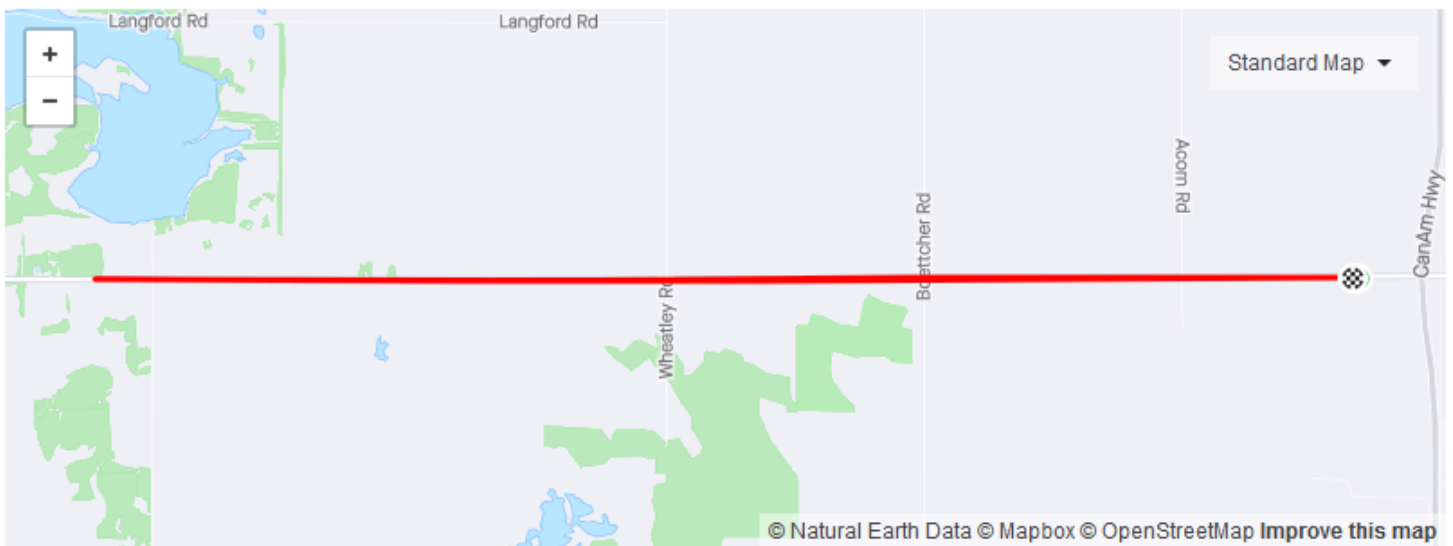 Langford Rd
Langford Rd
+
Standard Map
−
Acorn Rd
CanAm Hwy
Boettcher Rd
Wheatley Rd
© Natural Earth Data © Mapbox © OpenStreetMap Improve this map